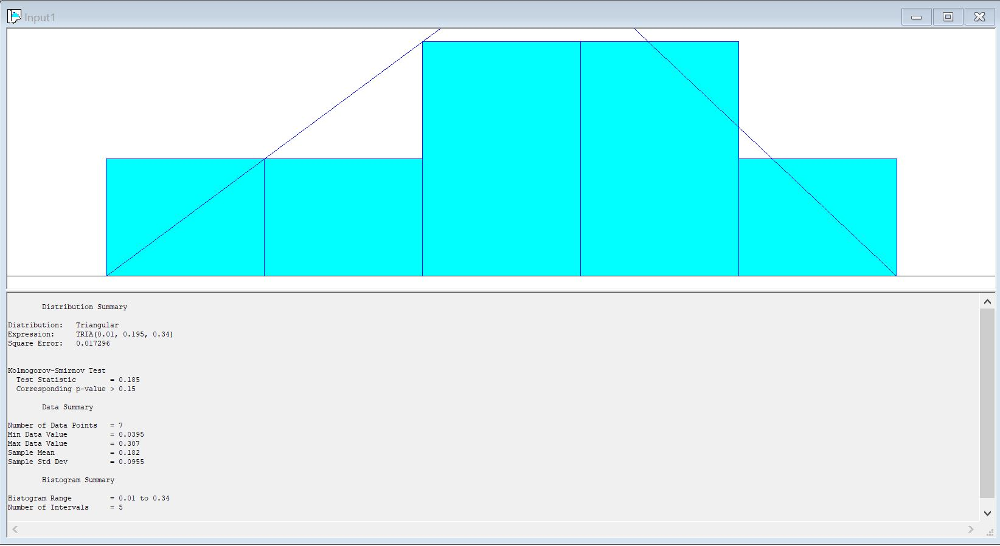 Input1
Distribution Summary
Distribution: Triangular
Expression: TRIA(0.01, 0.195, 0.34)
Square Error: 0.017296
Kolmogorov-Smirnov Test
Test Statistic = 0.185
Corresponding p-value > 0.15
Data Summary
Number of Data Points = 7
Min Data Value = 0.0395
Max Data Value = 0.307
Sample Mean = 0.182
Sample Std Dev = 0.0955
Histogram Summary
Histogram Range = 0.01 to 0.34
Number of Intervals = 5